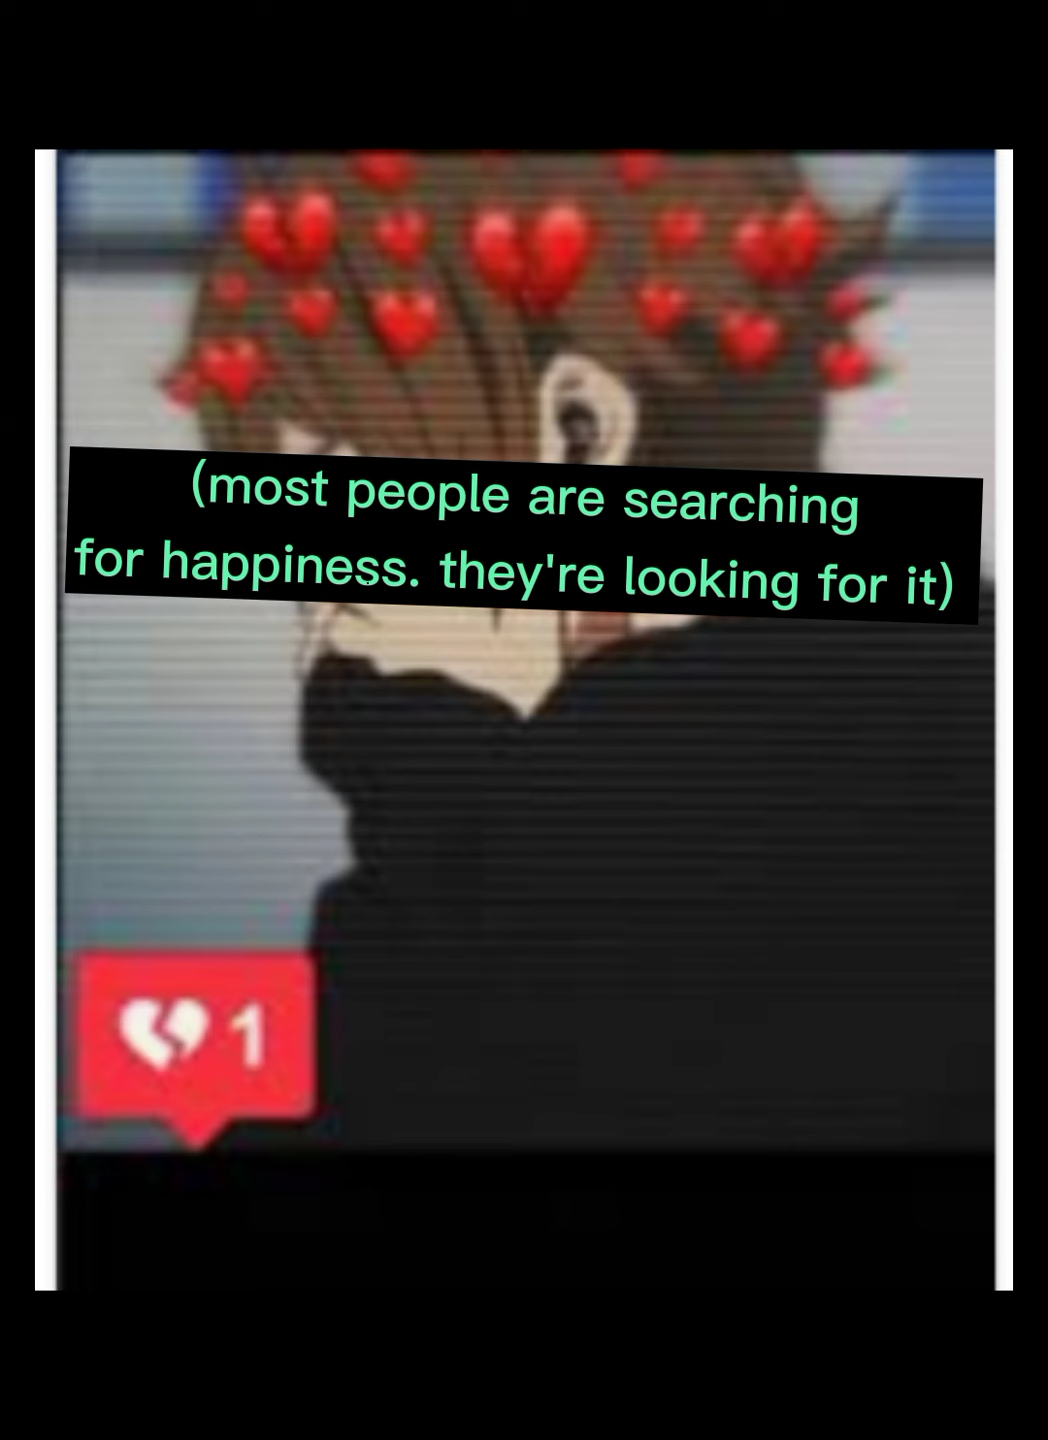 (most people are searching
for happiness. they're looking for it)
1